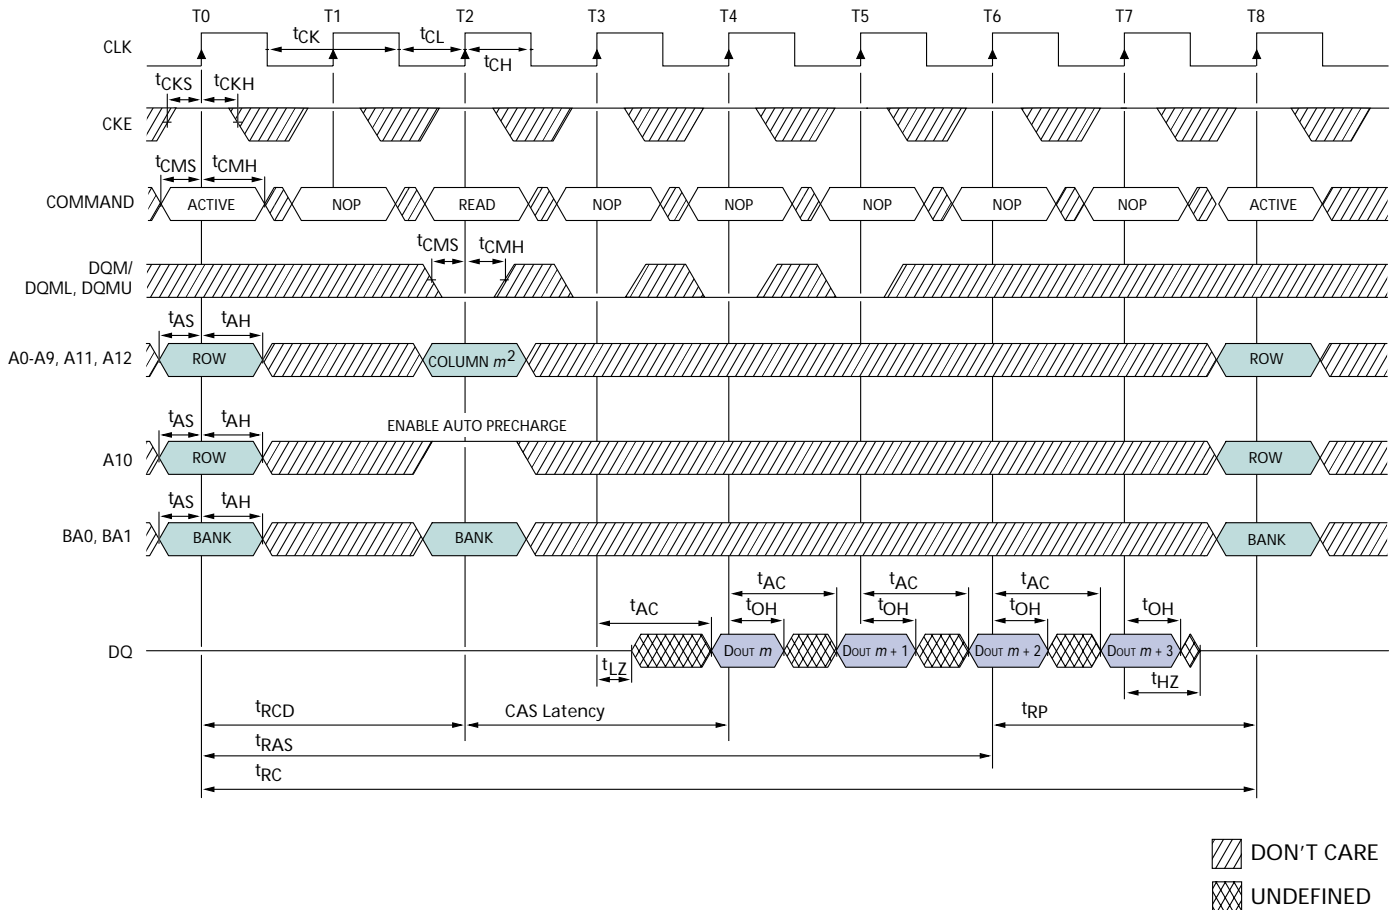 T0 T1 T2 T3 T4 T5 T6 T7 T8
CLK tCK tCL
tCH
tCKS tCKH
CKE
tCMS tCMH
COMMAND ACTIVE NOP READ NOP NOP NOP NOP NOP ACTIVE
tCMS tCMH
DQM/
DQML, DQMU
tAS tAH
A0-A9, A11, A12 ROW COLUMN m2 ROW
tAS tAH ENABLE AUTO PRECHARGE
A10 ROW ROW
tAS tAH
BA0, BA1 BANK BANK BANK
tAC tAC tAC
tAC tOH tOH tOH tOH
DQ DOUT m DOUT m + 1 DOUT m + 2 DOUT m + 3
tLZ tHZ
tRCD CAS Latency tRP
tRAS
tRC
DON'T CARE
UNDEFINED